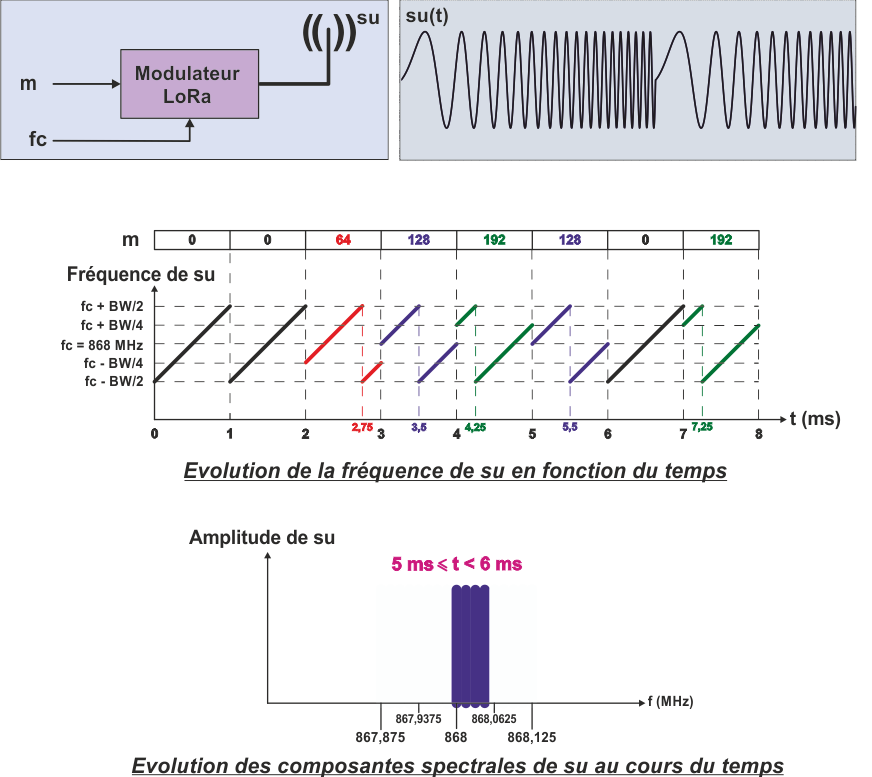 su
m
Modulateur
LoRa
fc
su(t)
m 0 0 64 128 192 128 0 192
Fréquence de su
fc + BW/2
fc + BW/4
fc = 868 MHz
fc - BW/4
fc - BW/2
2,75 3,5 4,25 5,5 7,25
0 1 2 3 4 5 6 7 8
t (ms)
Evolution de la fréquence de su en fonction du temps
Amplitude de su
5 ms ⩽ t < 6 ms
f (MHz)
867,9375 868,0625
867,875 868 868,125
Evolution des composantes spectrales de su au cours du temps